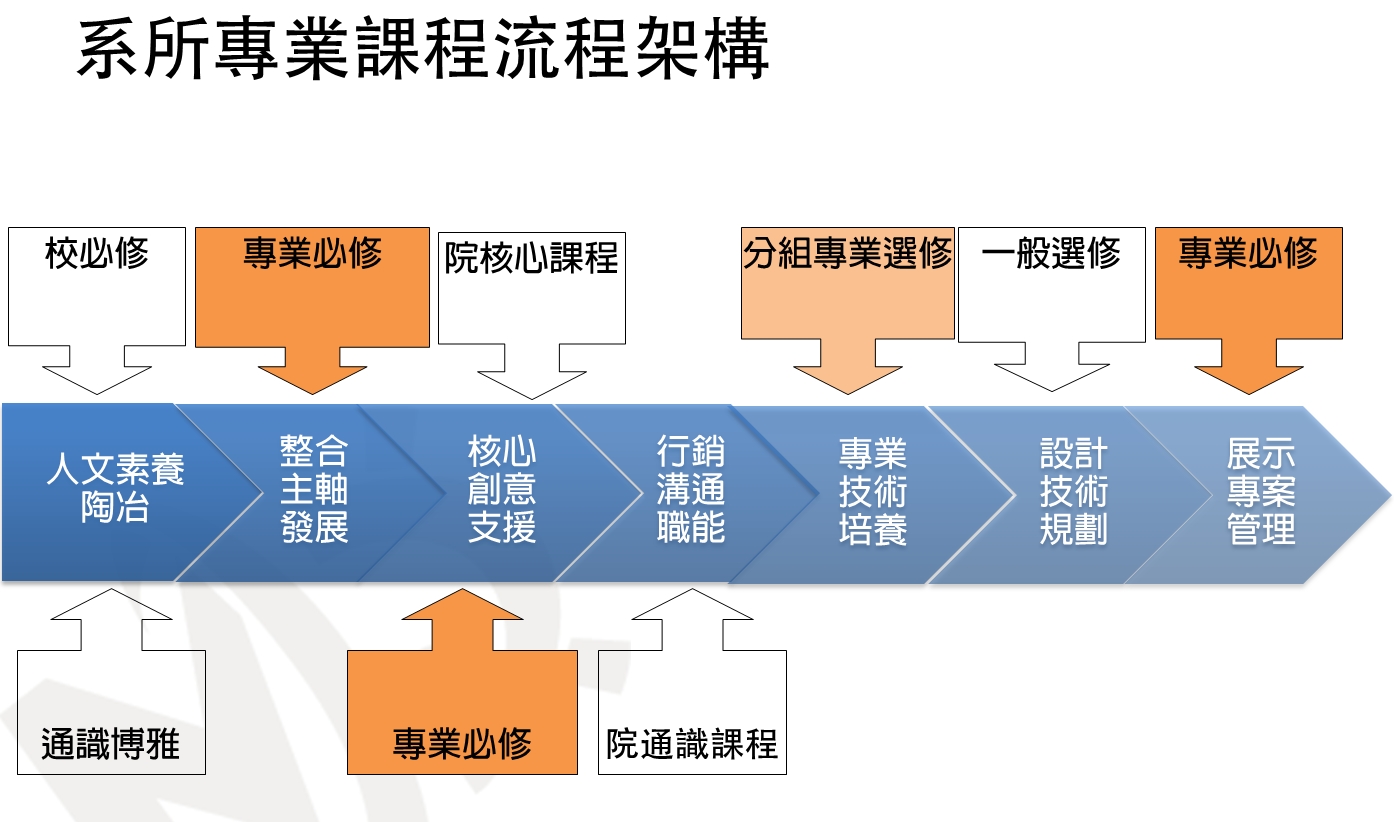 系所專業課程流程架構
校必修
專業必修
院核心課程
分組專業選修
一般選修
專業必修
人文素養
陶冶
整合
主軸
發展
核心
創意
支援
行銷
溝通
職能
專業
技術
培養
設計
技術
規劃
展示
專案
管理
通識博雅
專業必修
院通識課程